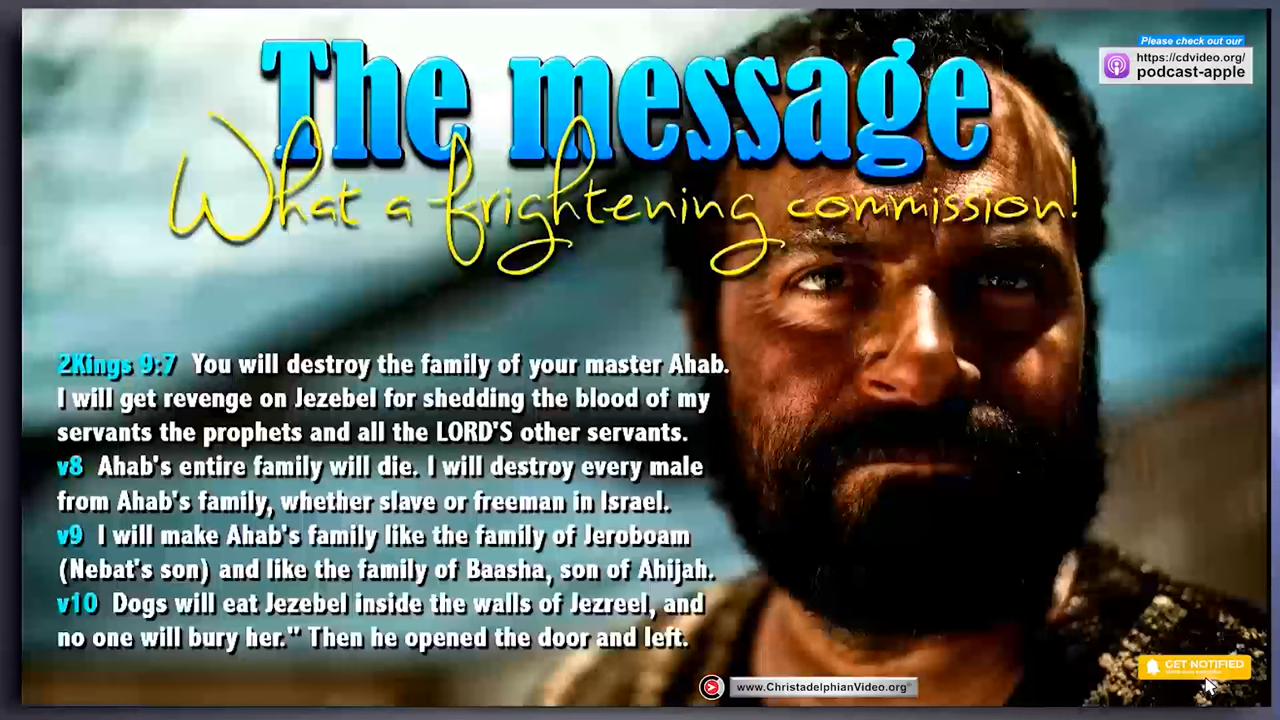 The message
What a frightening commission!
Please check out our
https://cdvideo.org/
podcast-apple
2Kings 9:7 You will destroy the family of your master Ahab.
I will get revenge on Jezebel for shedding the blood of my
servants the prophets and all the LORD'S other servants.
v8 Ahab's entire family will die. I will destroy every male
from Ahab's family, whether slave or freeman in Israel.
v9 I will make Ahab's family like the family of Jeroboam
(Nebat's son) and like the family of Baasha, son of Ahijah.
v10 Dogs will eat Jezebel inside the walls of Jezreel, and
no one will bury her." Then he opened the door and left.
GET NOTIFIED
www.ChristadelphianVideo.org